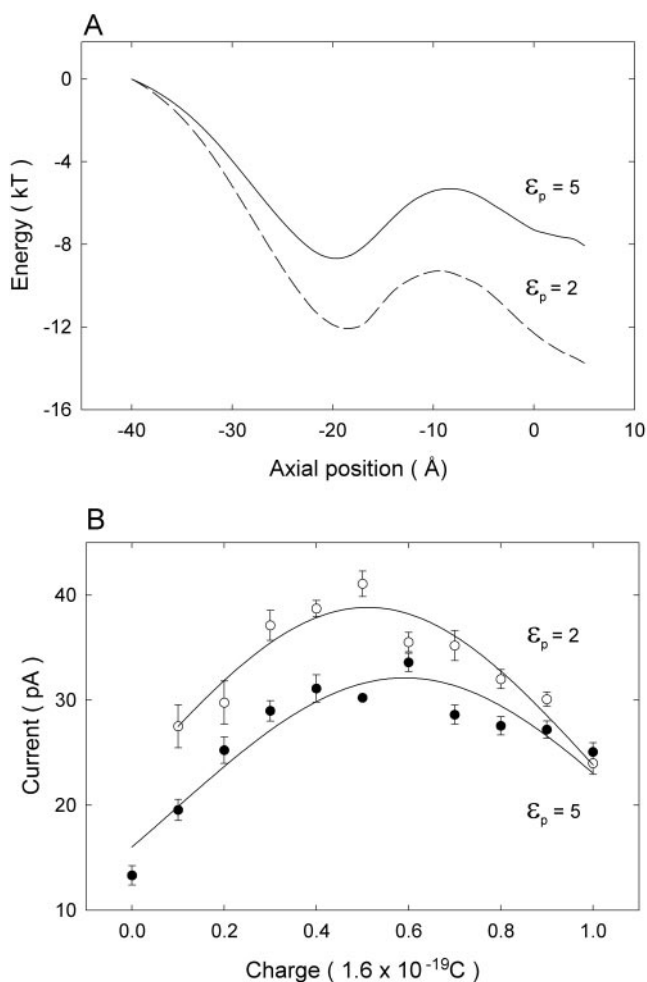 A
0
-4
-8
-12
-16
Energy ( kT )
εp = 5
εp = 2
-40 -30 -20 -10 0 10
Axial position ( Å )
B
40
30
20
10
Current ( pA )
εp = 2
εp = 5
0.0 0.2 0.4 0.6 0.8 1.0
Charge ( 1.6 x 10⁻¹⁹C )